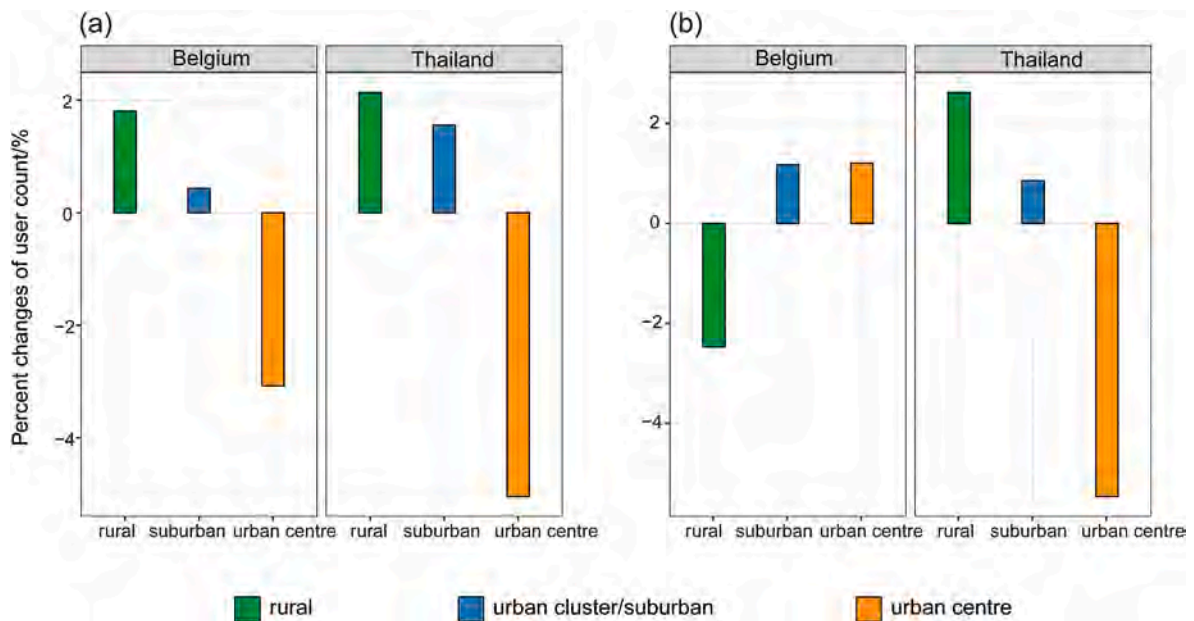 (a)
(b)
Belgium
Thailand
Belgium
Thailand
Percent changes of user count/%
2
0
−2
−4
2
0
−2
−4
rural
suburban
urban centre
rural
suburban
urban centre
rural
suburban
urban centre
rural
suburban
urban centre
rural
urban cluster/suburban
urban centre